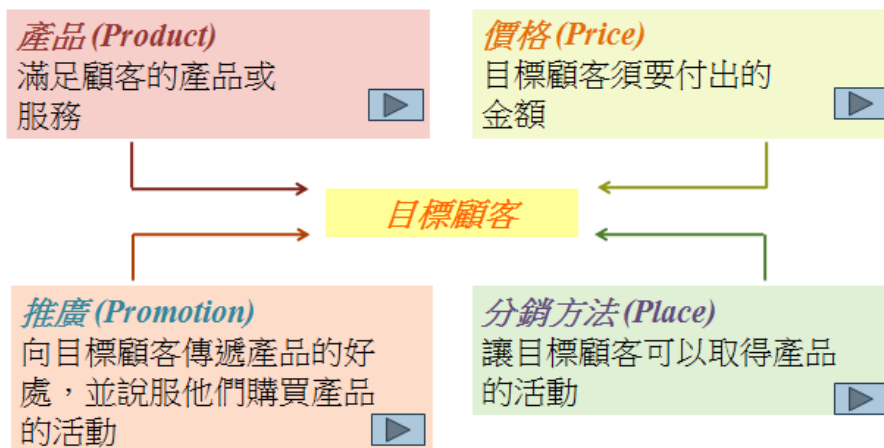 產品(Product)
滿足顧客的產品或
服務
價格(Price)
目標顧客須要付出的
金額
目標顧客
推廣(Promotion)
向目標顧客傳遞產品的好
處，並說服他們購買產品
的活動
分銷方法(Place)
讓目標顧客可以取得產品
的活動